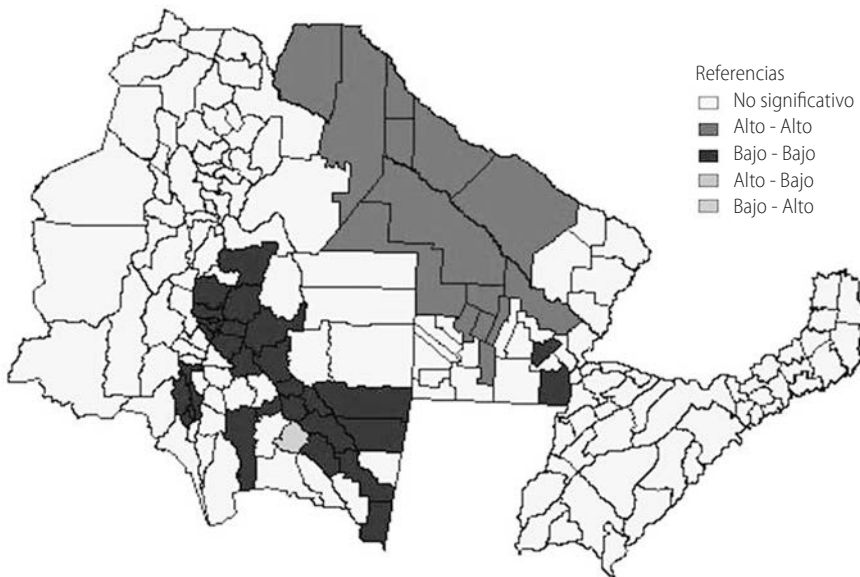 Referencias
No significativo
Alto - Alto
Bajo - Bajo
Alto - Bajo
Bajo - Alto